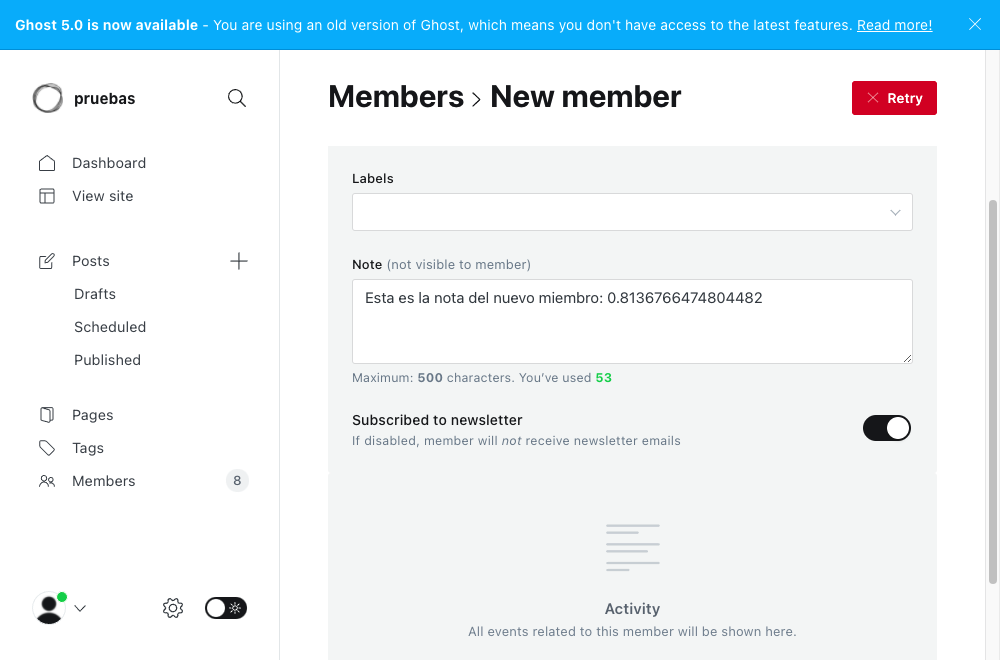 Ghost 5.0 is now available - You are using an old version of Ghost, which means you don't have access to the latest features. Read more!
pruebas
Dashboard
View site
Posts
Drafts
Scheduled
Published
Pages
Tags
Members 8
Members > New member
Retry
Labels
Note (not visible to member)
Esta es la nota del nuevo miembro: 0.8136766474804482
Maximum: 500 characters. You've used 53
Subscribed to newsletter
If disabled, member will not receive newsletter emails
Activity
All events related to this member will be shown here.